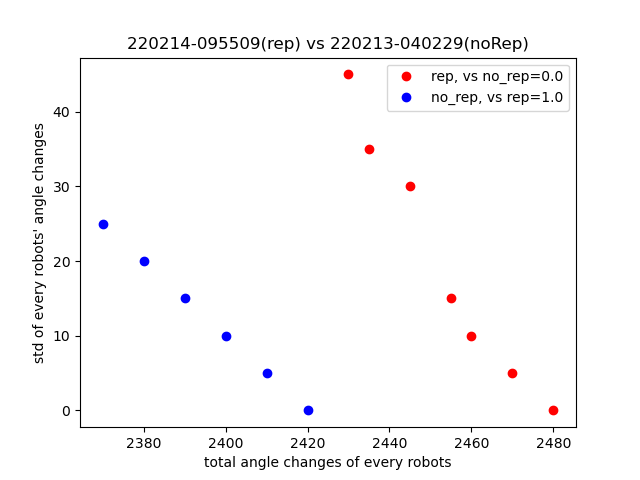 220214-095509(rep) vs 220213-040229(noRep)
rep, vs no_rep=0.0
no_rep, vs rep=1.0
std of every robots' angle changes
40
30
20
10
0
2380 2400 2420 2440 2460 2480
total angle changes of every robots